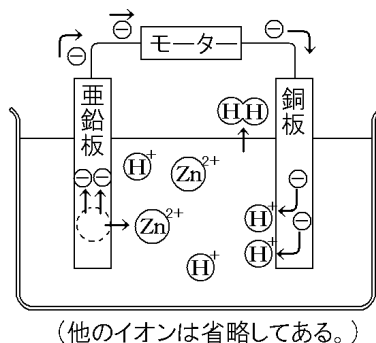 ⊖ ⊖ モーター ⊖
亜鉛板
銅板
HH
H⁺
Zn²⁺
⊖⊖
⊖
Zn²⁺
H⁺
⊖
H⁺
H⁺
(他のイオンは省略してある。)